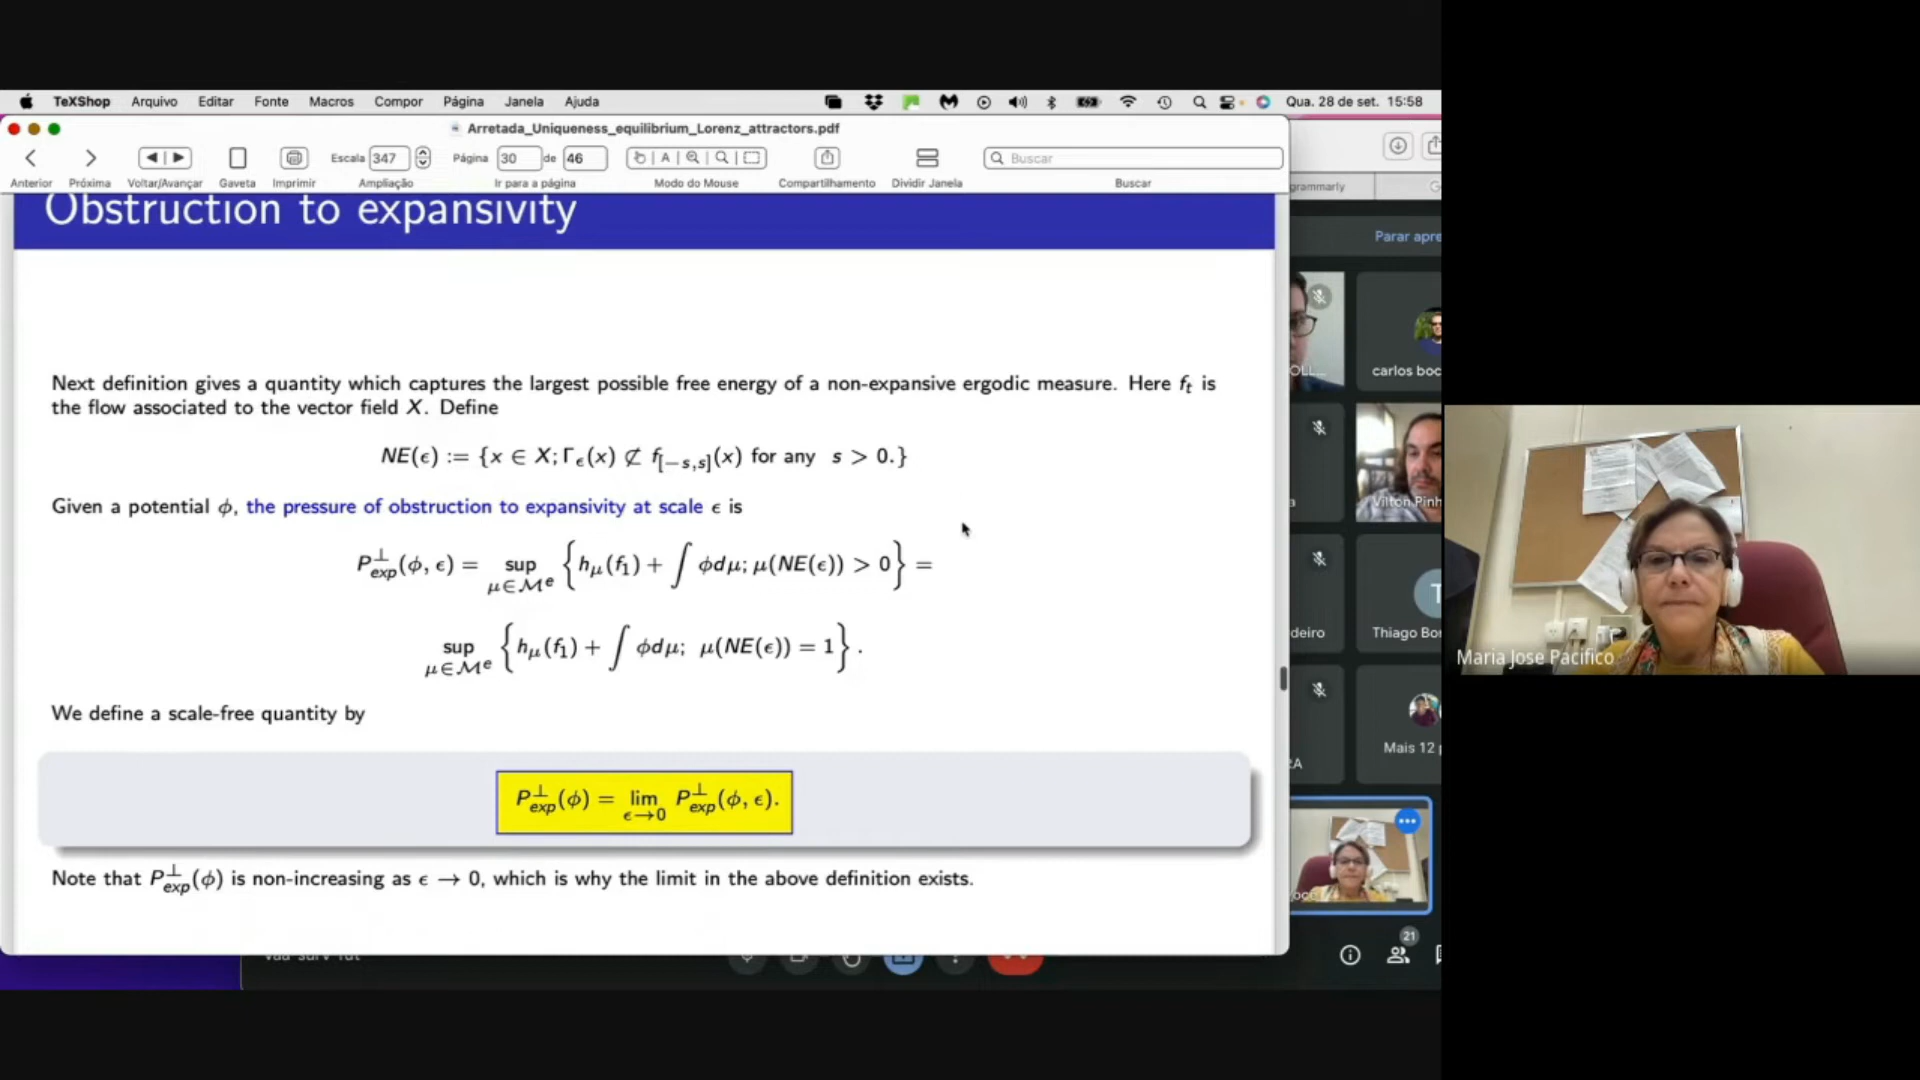 TeXShop Arquivo Editar Fonte Macros Compor Página Janela Ajuda Qua. 28 de set. 15:58
Arretada_Uniqueness_equilibrium_Lorenz_attractors.pdf
Escala 347 Página 30 de 46 Buscar
Anterior Próxima Voltar/Avançar Gaveta Imprimir Ampliação Ir para a página Modo do Mouse Compartilhamento Dividir Janela Buscar
grammarly
Parar apre
Obstruction to expansivity
Next definition gives a quantity which captures the largest possible free energy of a non-expansive ergodic measure. Here f_t is
the flow associated to the vector field X. Define
NE(ϵ) := {x ∈ X; Γ_ϵ(x) ⊄ f_[−s,s](x) for any s > 0.}
Given a potential ϕ, the pressure of obstruction to expansivity at scale ϵ is
P^⊥_exp(ϕ, ϵ) = sup_{μ∈M^e} {h_μ(f_1) + ∫ ϕdμ; μ(NE(ϵ)) > 0} =
sup_{μ∈M^e} {h_μ(f_1) + ∫ ϕdμ; μ(NE(ϵ)) = 1} .
We define a scale-free quantity by
P^⊥_exp(ϕ) = lim_{ϵ→0} P^⊥_exp(ϕ, ϵ).
Note that P^⊥_exp(ϕ) is non-increasing as ϵ → 0, which is why the limit in the above definition exists.
carlos boc
Vilton Pinh
deiro
Thiago Bor
RA
Mais 12 p
21
Maria Jose Pacifico